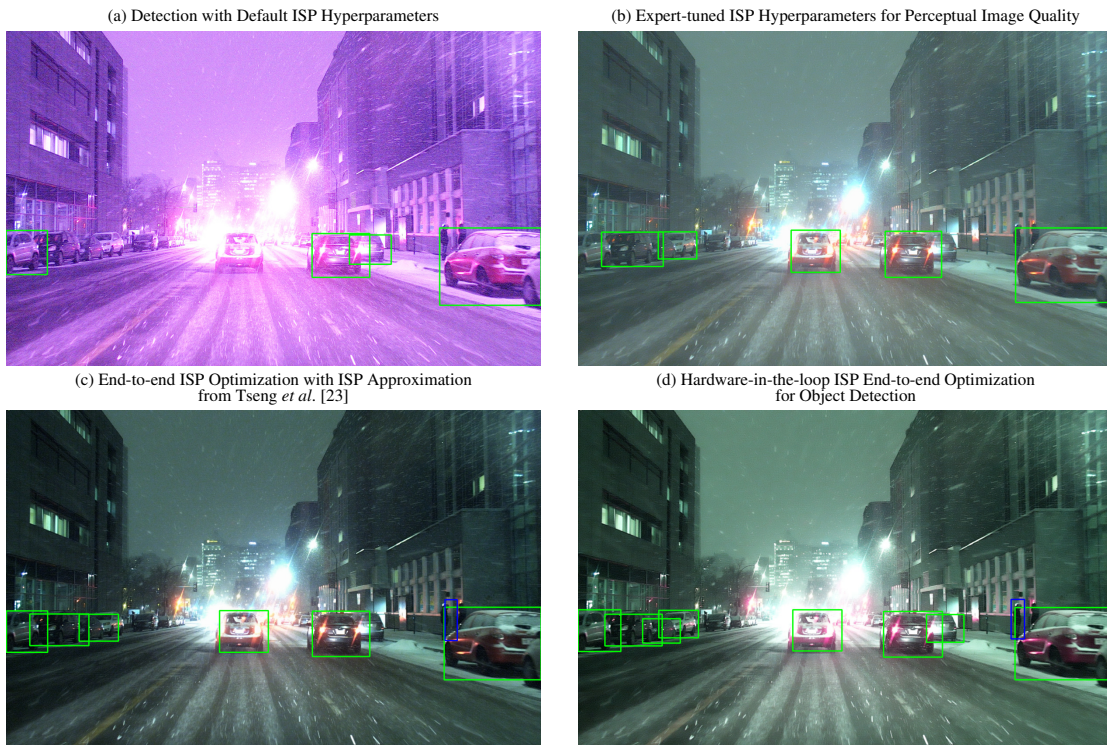 (a) Detection with Default ISP Hyperparameters
(b) Expert-tuned ISP Hyperparameters for Perceptual Image Quality
(c) End-to-end ISP Optimization with ISP Approximation
from Tseng et al. [23]
(d) Hardware-in-the-loop ISP End-to-end Optimization
for Object Detection